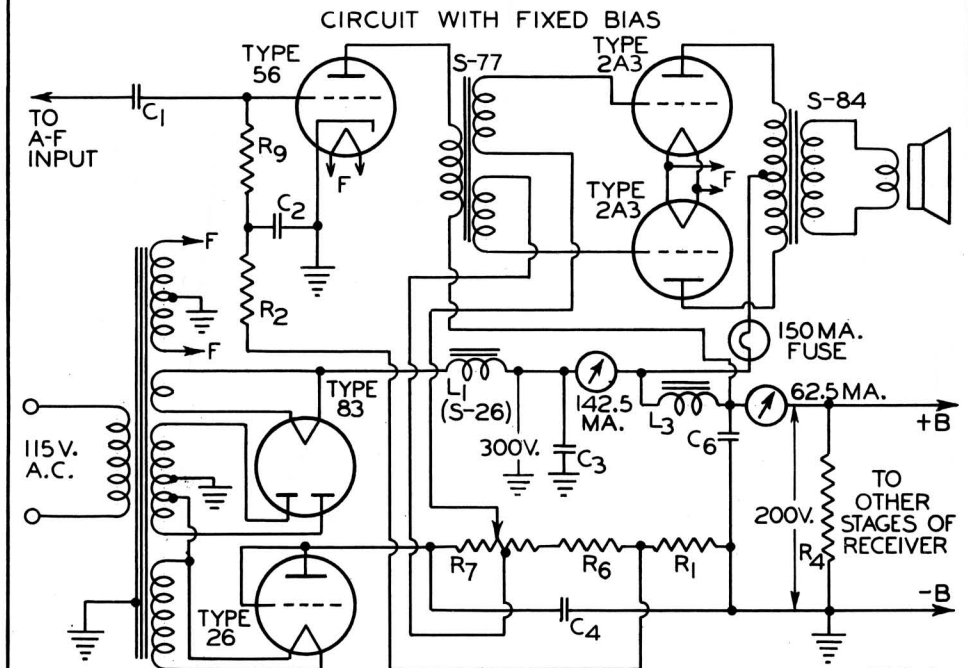 CIRCUIT WITH FIXED BIAS
TYPE
56
S-77
TYPE
2A3
S-84
TO
A-F
INPUT
C1
R9
F
C2
F
TYPE
2A3
F
R2
F
150 MA.
FUSE
L1
(S-26)
TYPE
83
142.5
MA.
L3
62.5 MA.
+B
115 V.
A.C.
300V.
C3
C6
200V.
R4
TO
OTHER
STAGES OF
RECEIVER
R7
R6
R1
TYPE
26
C4
-B